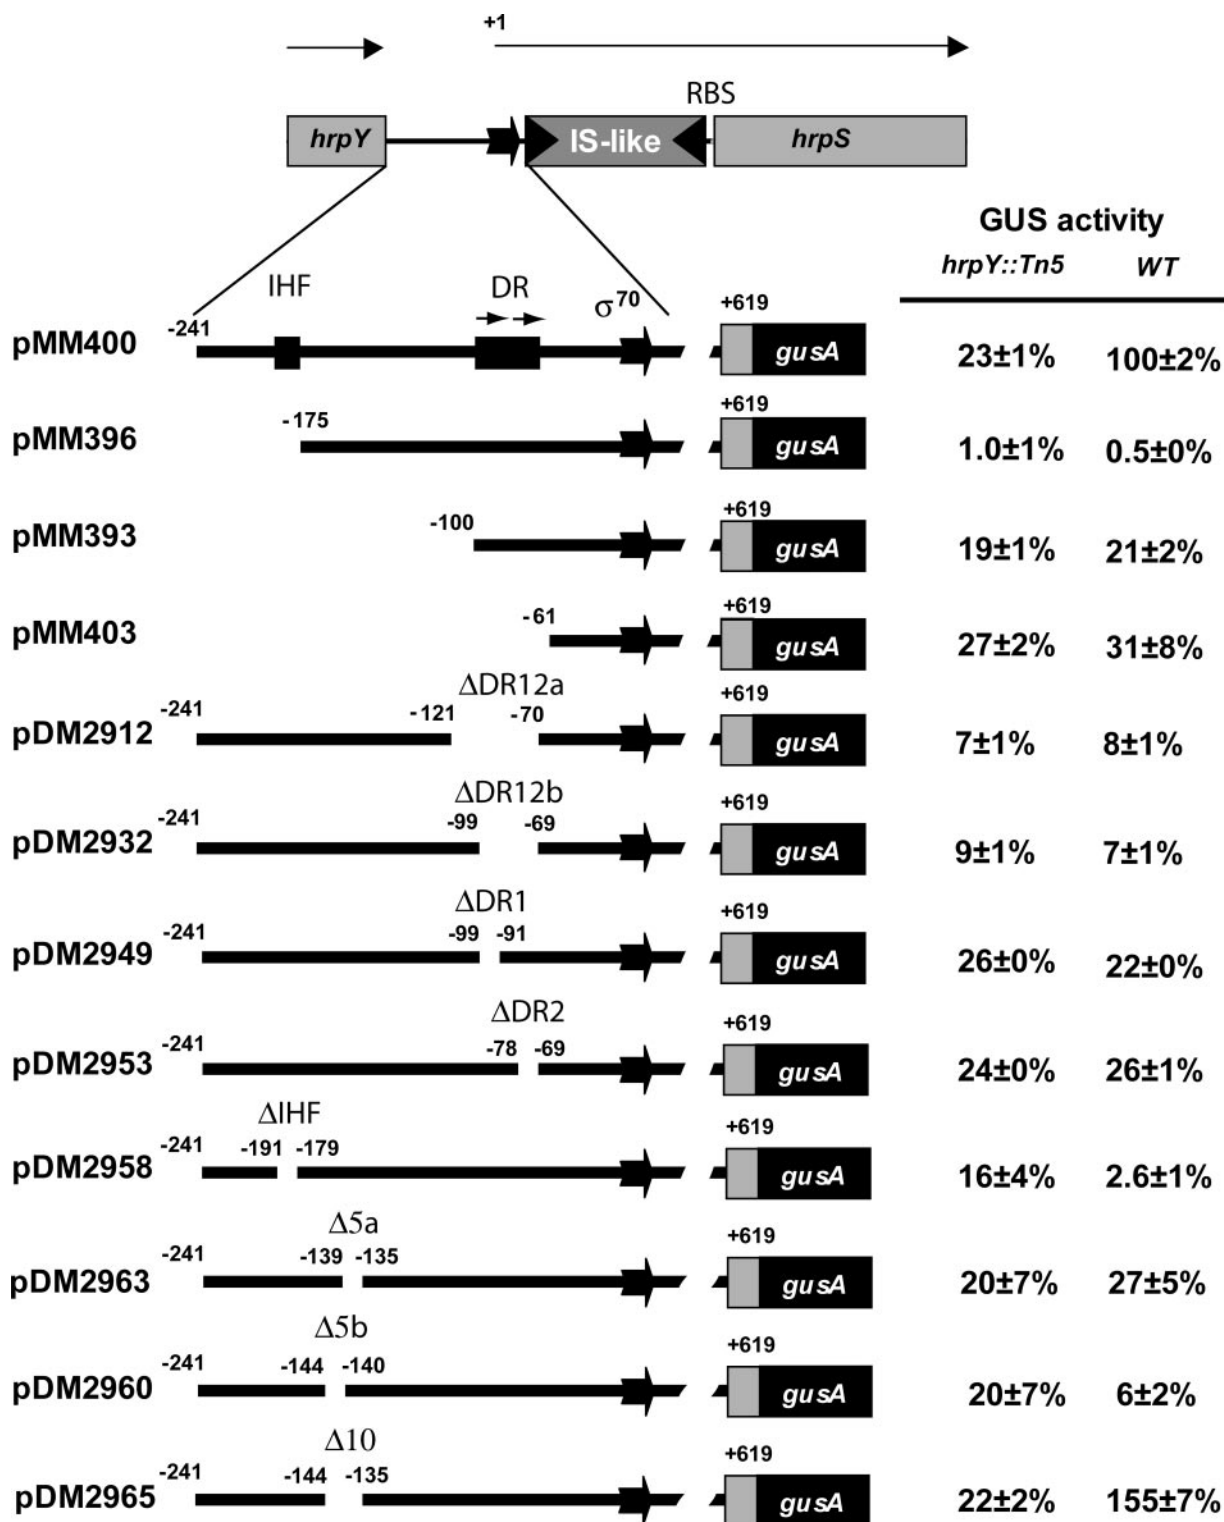 +1
RBS
hrpY IS-like hrpS
GUS activity
hrpY::Tn5 WT
IHF DR σ70
-241 +619
pMM400 gusA 23±1% 100±2%
-175 +619
pMM396 gusA 1.0±1% 0.5±0%
-100 +619
pMM393 gusA 19±1% 21±2%
-61 +619
pMM403 gusA 27±2% 31±8%
ΔDR12a
-241 -121 -70 +619
pDM2912 gusA 7±1% 8±1%
ΔDR12b
-241 -99 -69 +619
pDM2932 gusA 9±1% 7±1%
ΔDR1
-241 -99 -91 +619
pDM2949 gusA 26±0% 22±0%
ΔDR2
-241 -78 -69 +619
pDM2953 gusA 24±0% 26±1%
ΔIHF
-241 -191 -179 +619
pDM2958 gusA 16±4% 2.6±1%
Δ5a
-241 -139 -135 +619
pDM2963 gusA 20±7% 27±5%
Δ5b
-241 -144 -140 +619
pDM2960 gusA 20±7% 6±2%
Δ10
-241 -144 -135 +619
pDM2965 gusA 22±2% 155±7%